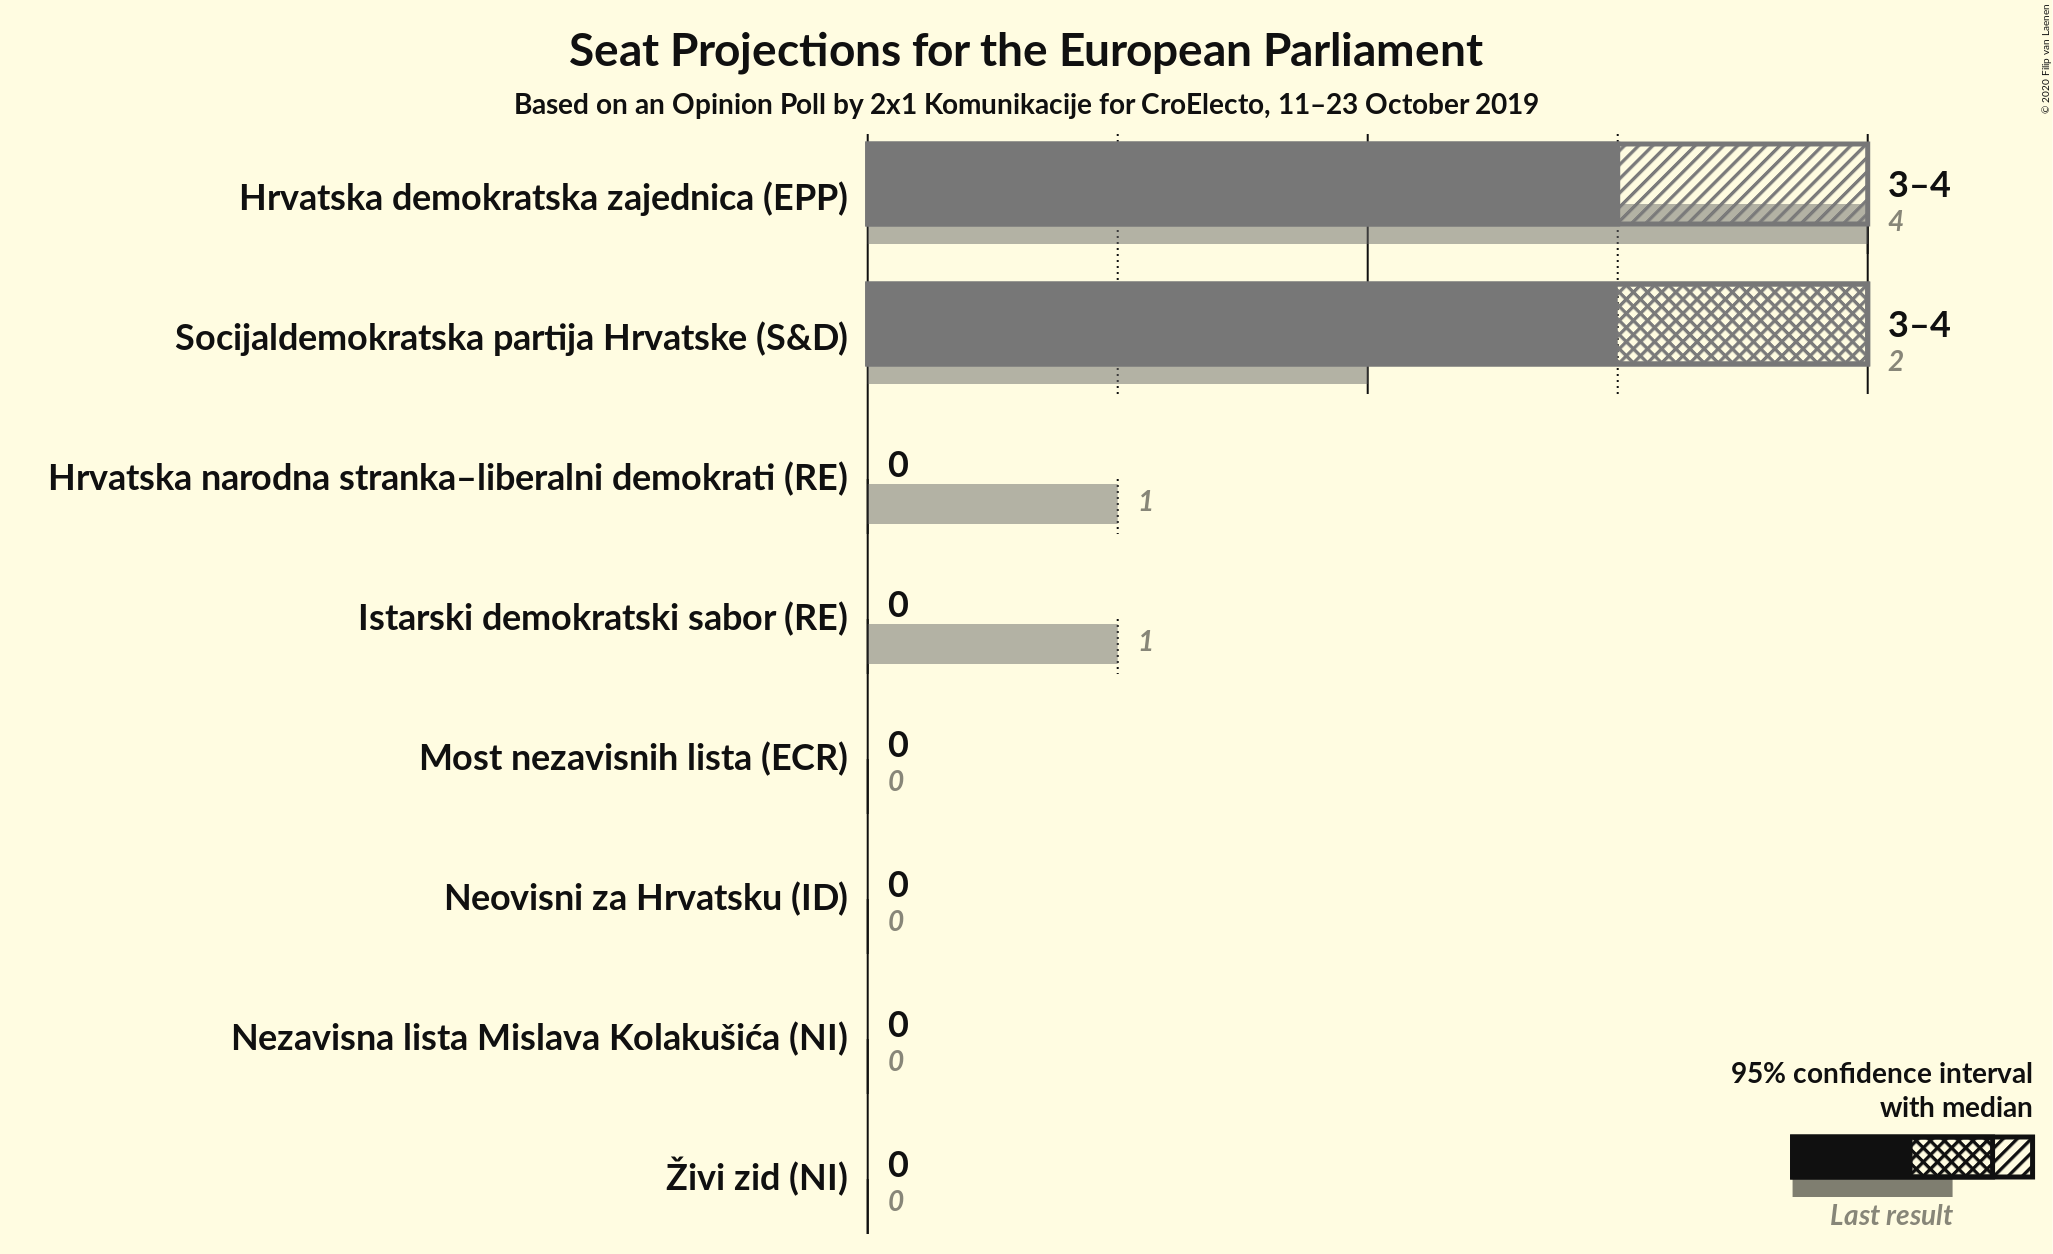 Seat Projections for the European Parliament
Based on an Opinion Poll by 2x1 Komunikacije for CroElecto, 11–23 October 2019
© 2020 Filip van Laenen
Hrvatska demokratska zajednica (EPP)
3–4
4
Socijaldemokratska partija Hrvatske (S&D)
3–4
2
Hrvatska narodna stranka–liberalni demokrati (RE)
0
1
Istarski demokratski sabor (RE)
0
1
Most nezavisnih lista (ECR)
0
0
Neovisni za Hrvatsku (ID)
0
0
Nezavisna lista Mislava Kolakušića (NI)
0
0
Živi zid (NI)
0
0
95% confidence interval
with median
Last result